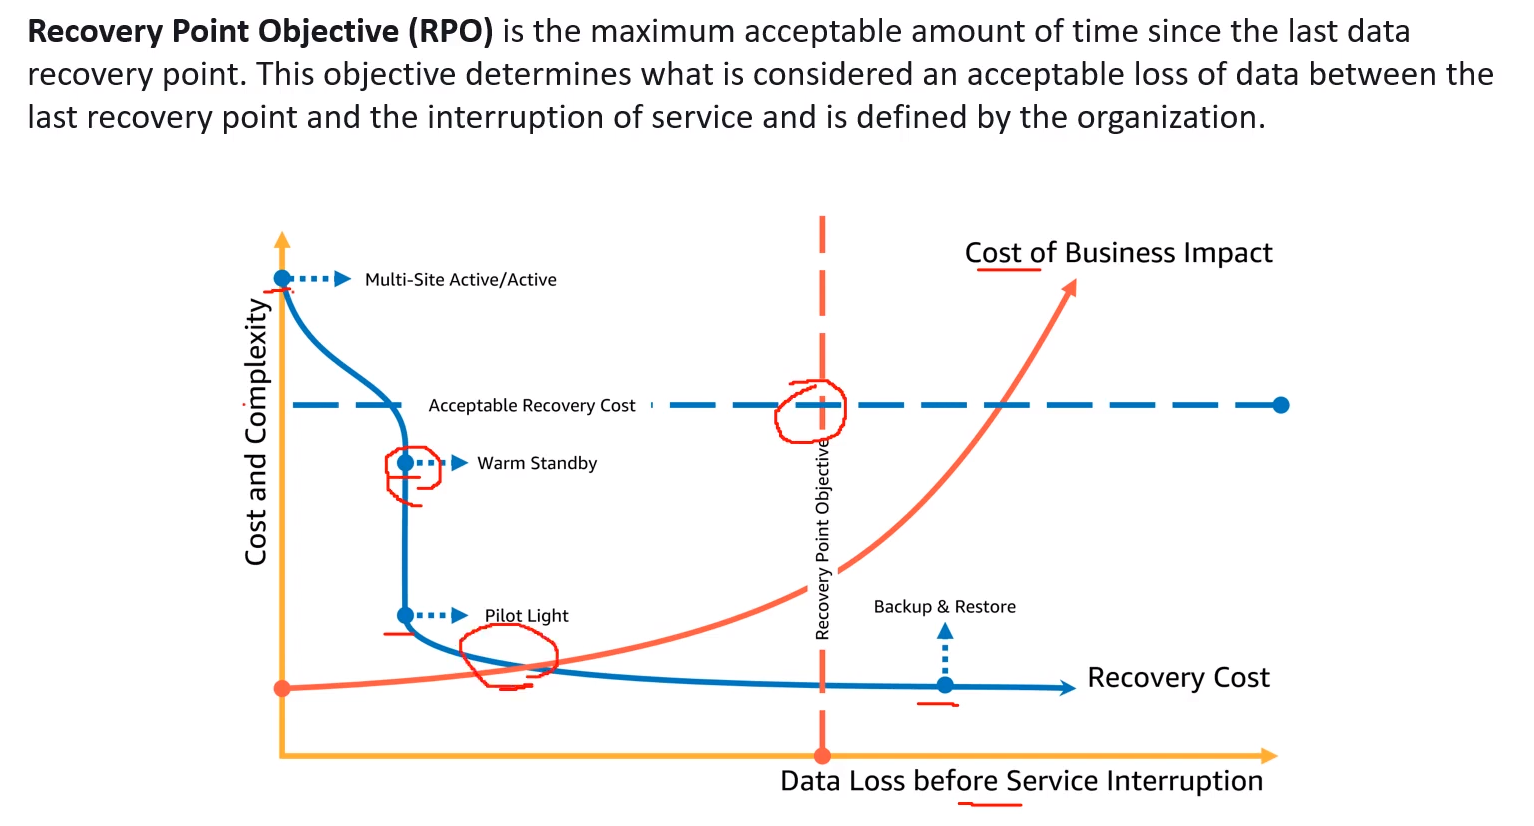 Recovery Point Objective (RPO) is the maximum acceptable amount of time since the last data
recovery point. This objective determines what is considered an acceptable loss of data between the
last recovery point and the interruption of service and is defined by the organization.
Cost of Business Impact
Multi-Site Active/Active
Cost and Complexity
Acceptable Recovery Cost
Warm Standby
Recovery Point Objective
Pilot Light
Backup & Restore
Recovery Cost
Data Loss before Service Interruption